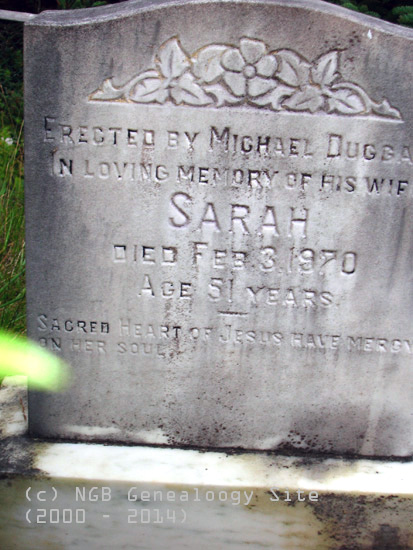 ERECTED BY MICHAEL DUGGA
IN LOVING MEMORY OF HIS WIF
SARAH
DIED FEB 3, 1970
AGE 51 YEARS
SACRED HEART OF JESUS HAVE MERCY
ON HER SOUL
(c) NGB Genealoogy Site
(2000 - 2014)